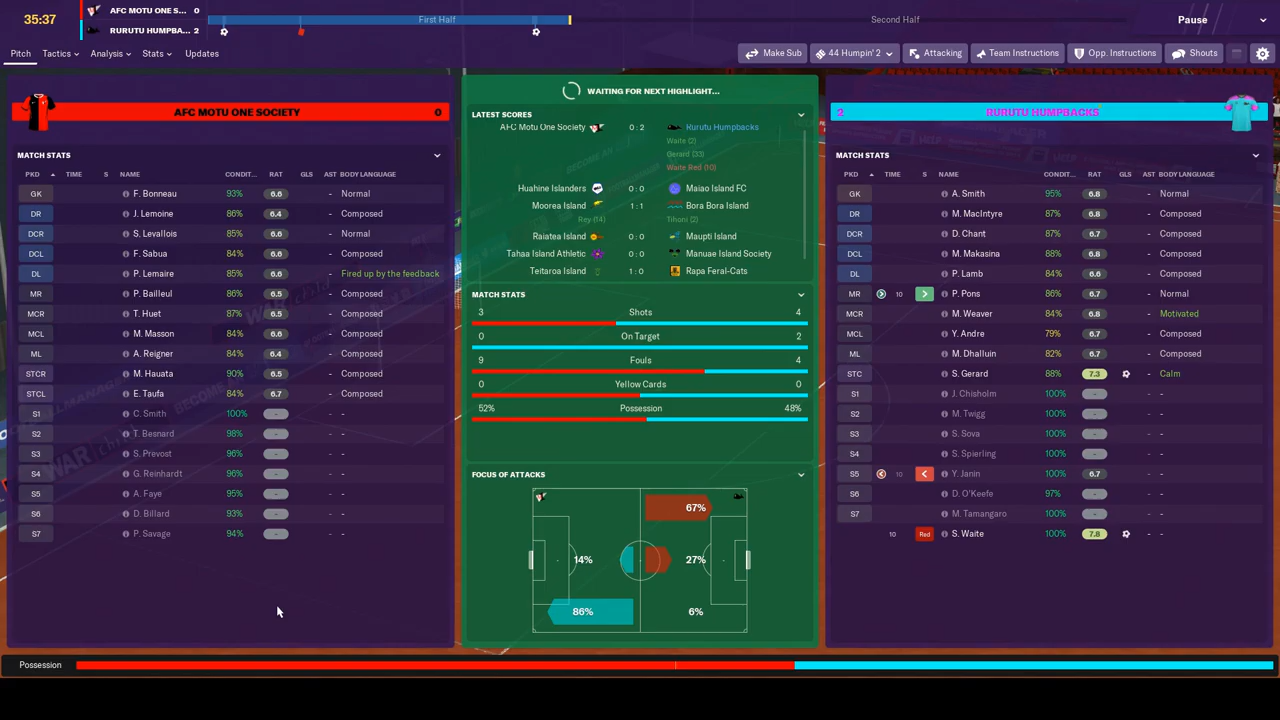 35:37
AFC MOTU ONE S... 0
RURUTU HUMPBA... 2
First Half
Second Half
Pause
Pitch Tactics Analysis Stats Updates
Make Sub 44 Humpin' 2 Attacking Team Instructions Opp. Instructions Shouts
AFC MOTU ONE SOCIETY 0
MATCH STATS
PKD TIME S NAME CONDIT... RAT GLS AST BODY LANGUAGE
GK F. Bonneau 93% 6.6 Normal
DR J. Lemoine 86% 6.4 Composed
DCR S. Levallois 85% 6.6 Normal
DCL F. Sabua 84% 6.6 Composed
DL P. Lemaire 85% 6.6 Fired up by the feedback
MR P. Bailleul 86% 6.5 Composed
MCR T. Huet 87% 6.5 Composed
MCL M. Masson 84% 6.6 Composed
ML A. Reigner 84% 6.4 Composed
STCR M. Hauata 90% 6.5 Composed
STCL E. Taufa 84% 6.7 Composed
S1 C. Smith 100% - -
S2 T. Besnard 98% - -
S3 S. Prevost 96% - -
S4 G. Reinhardt 96% - -
S5 A. Faye 95% - -
S6 D. Billard 93% - -
S7 P. Savage 94% - -
WAITING FOR NEXT HIGHLIGHT...
LATEST SCORES
AFC Motu One Society 0 : 2 Rurutu Humpbacks
Waite (2)
Gerard (33)
Waite Red (10)
Huahine Islanders 0 : 0 Maiao Island FC
Moorea Island 1 : 1 Bora Bora Island
Rey (14) Tihoni (2)
Raiatea Island 0 : 0 Maupti Island
Tahaa Island Athletic 0 : 0 Manuae Island Society
Teitaroa Island 1 : 0 Rapa Feral-Cats
MATCH STATS
3 Shots 4
0 On Target 2
9 Fouls 4
0 Yellow Cards 0
52% Possession 48%
FOCUS OF ATTACKS
67%
14% 27%
86% 6%
2 RURUTU HUMPBACKS
MATCH STATS
PKD TIME S NAME CONDIT... RAT GLS AST BODY LANGUAGE
GK A. Smith 95% 6.8 Normal
DR M. MacIntyre 87% 6.8 Composed
DCR D. Chant 87% 6.7 Composed
DCL M. Makasina 88% 6.8 Composed
DL P. Lamb 84% 6.6 Composed
MR 10 P. Pons 86% 6.7 Normal
MCR M. Weaver 84% 6.8 Motivated
MCL Y. Andre 79% 6.7 Composed
ML M. Dhalluin 82% 6.7 Composed
STC S. Gerard 88% 7.3 Calm
S1 J. Chisholm 100% - -
S2 M. Twigg 100% - -
S3 S. Sova 100% - -
S4 S. Spierling 100% - -
S5 10 Y. Janin 100% 6.7 -
S6 D. O'Keefe 97% - -
S7 M. Tamangaro 100% - -
10 Red S. Waite 100% 7.8 -
Possession